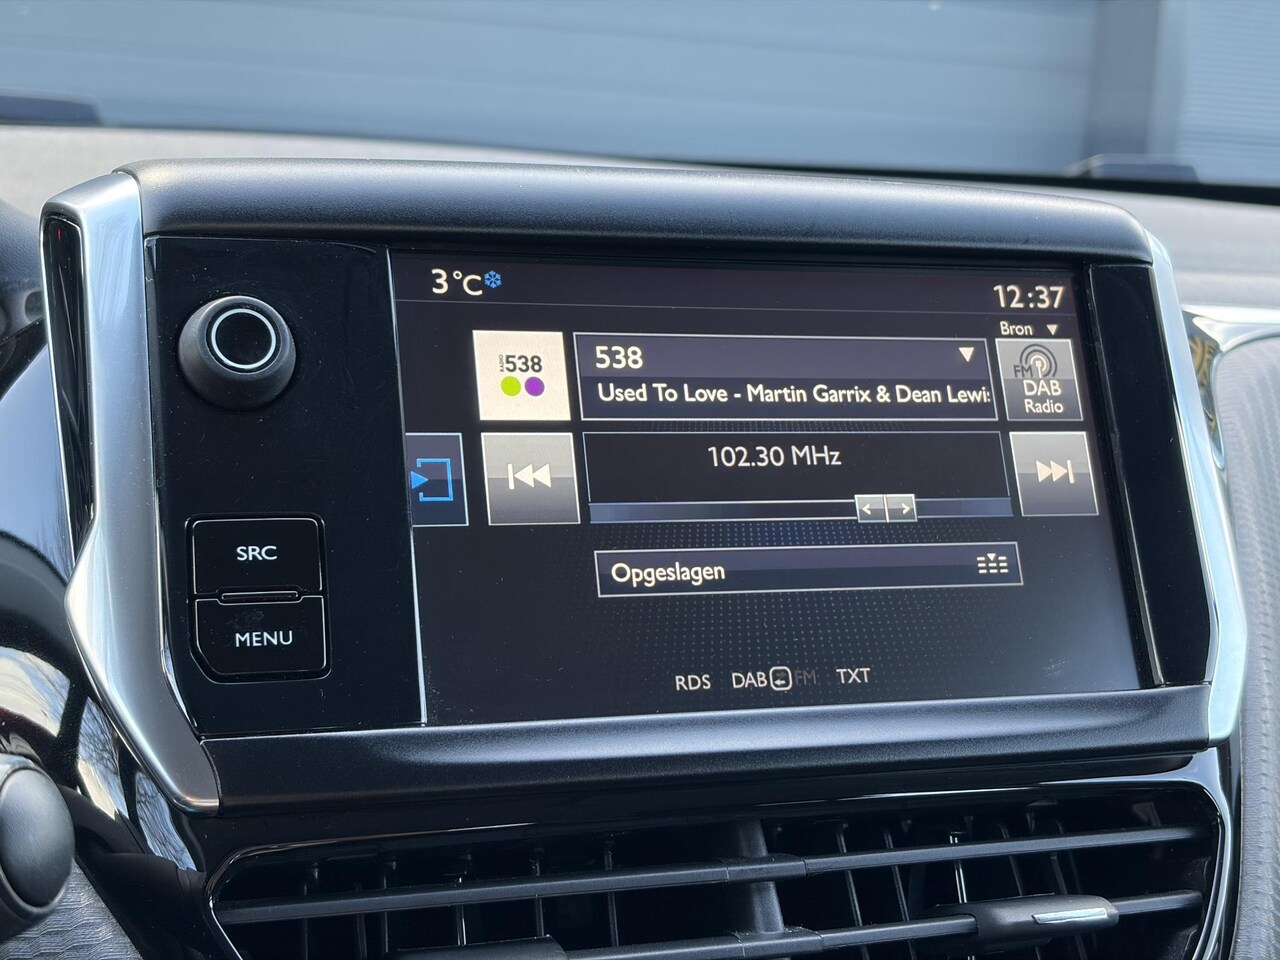 3°C
12:37
Bron
RADIO
538
538
Used To Love - Martin Garrix & Dean Lewi
FM
DAB
Radio
102.30 MHz
SRC
MENU
Opgeslagen
RDS DAB FM TXT